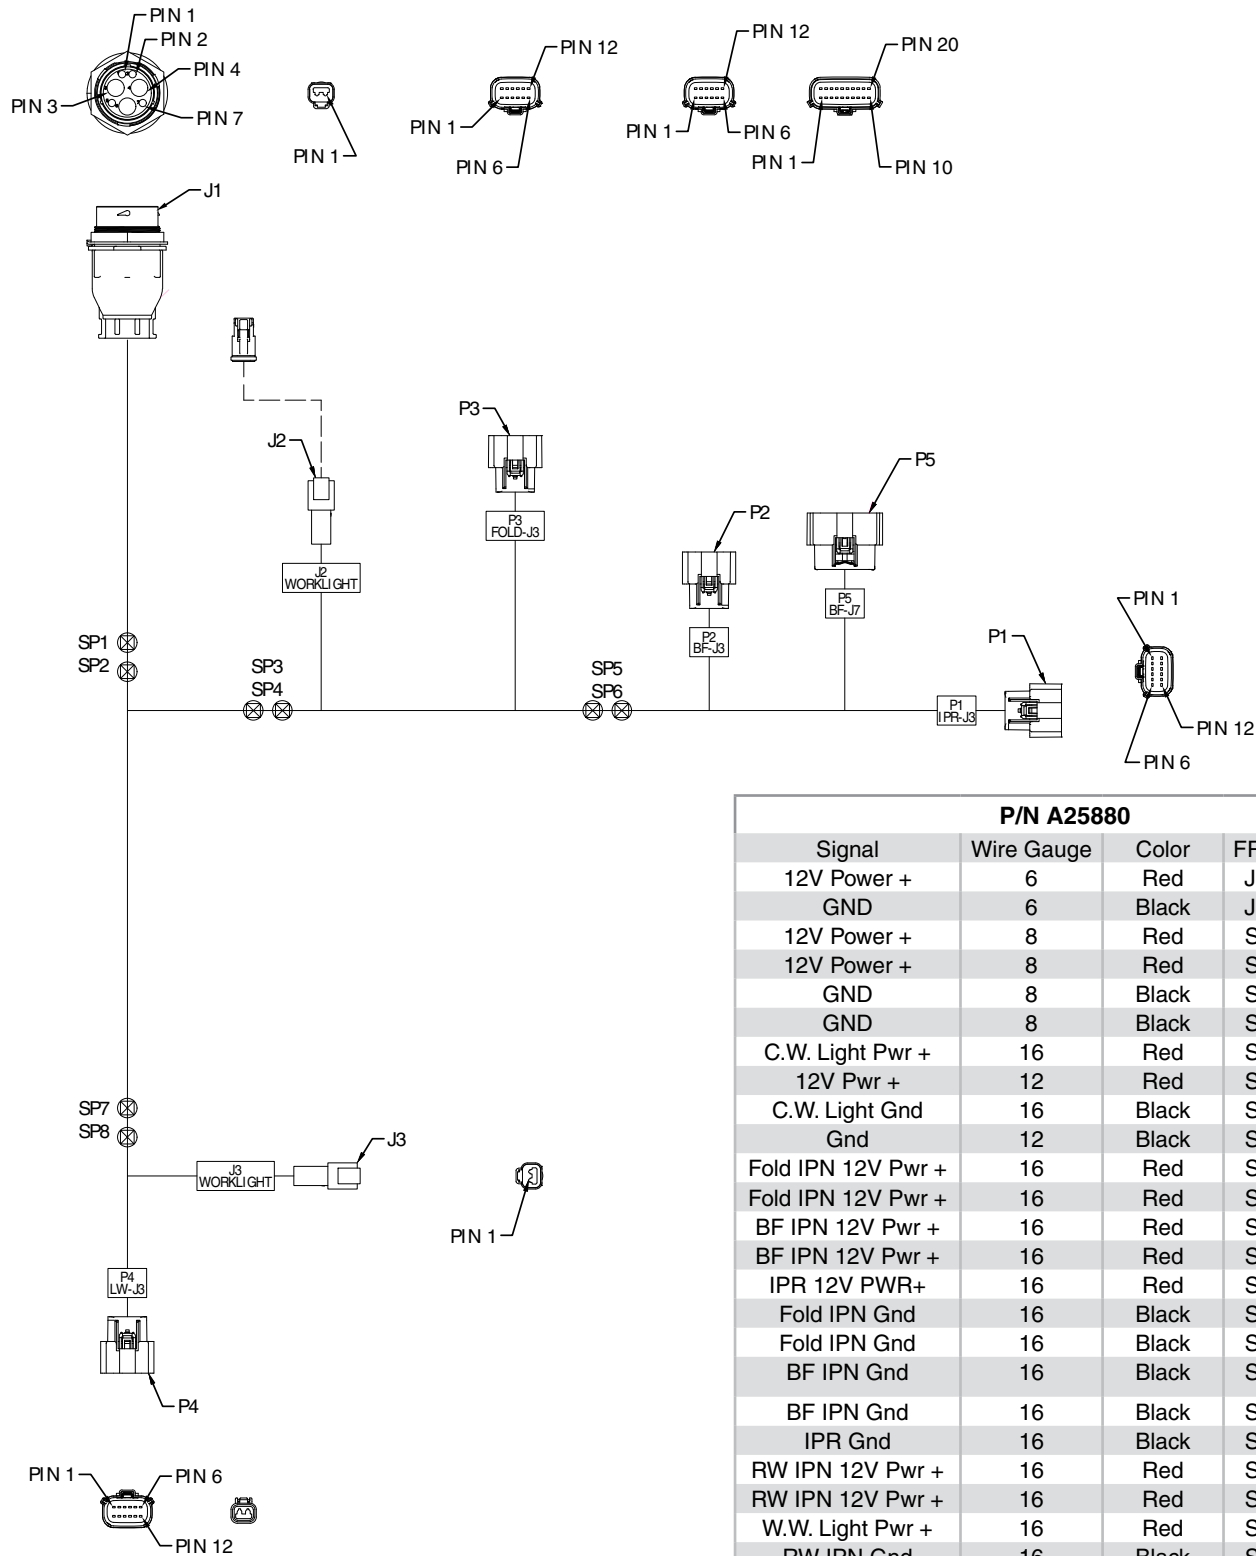 PIN 1
PIN 2
PIN 4
PIN 3
PIN 7
PIN 1
PIN 12
PIN 1
PIN 6
PIN 12
PIN 1
PIN 6
PIN 20
PIN 1
PIN 10
J1
J2
P3
P2
P5
P3
FOLD-J3
J2
WORKLIGHT
P5
BF-J7
P2
BF-J3
P1
PIN 1
PIN 12
PIN 6
SP1
SP2
SP3
SP4
SP5
SP6
P1
IPR-J3
SP7
SP8
J3
J3
WORKLIGHT
PIN 1
P4
LW-J3
P4
PIN 1
PIN 6
PIN 12
P/N A25880
Signal Wire Gauge Color
12V Power + 6 Red J
GND 6 Black J
12V Power + 8 Red S
12V Power + 8 Red S
GND 8 Black S
GND 8 Black S
C.W. Light Pwr + 16 Red S
12V Pwr + 12 Red S
C.W. Light Gnd 16 Black S
Gnd 12 Black S
Fold IPN 12V Pwr + 16 Red S
Fold IPN 12V Pwr + 16 Red S
BF IPN 12V Pwr + 16 Red S
BF IPN 12V Pwr + 16 Red S
IPR 12V PWR+ 16 Red S
Fold IPN Gnd 16 Black S
Fold IPN Gnd 16 Black S
BF IPN Gnd 16 Black S
BF IPN Gnd 16 Black S
IPR Gnd 16 Black S
RW IPN 12V Pwr + 16 Red S
RW IPN 12V Pwr + 16 Red S
W.W. Light Pwr + 16 Red S
RW IPN Gnd 16 Black S